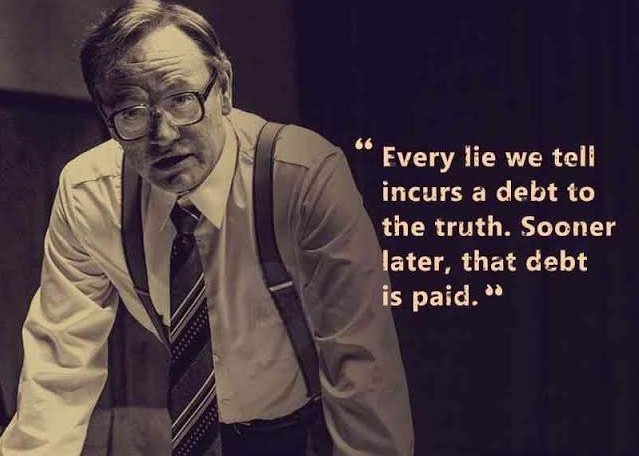 “ Every lie we tell
incurs a debt to
the truth. Sooner
later, that debt
is paid. ”